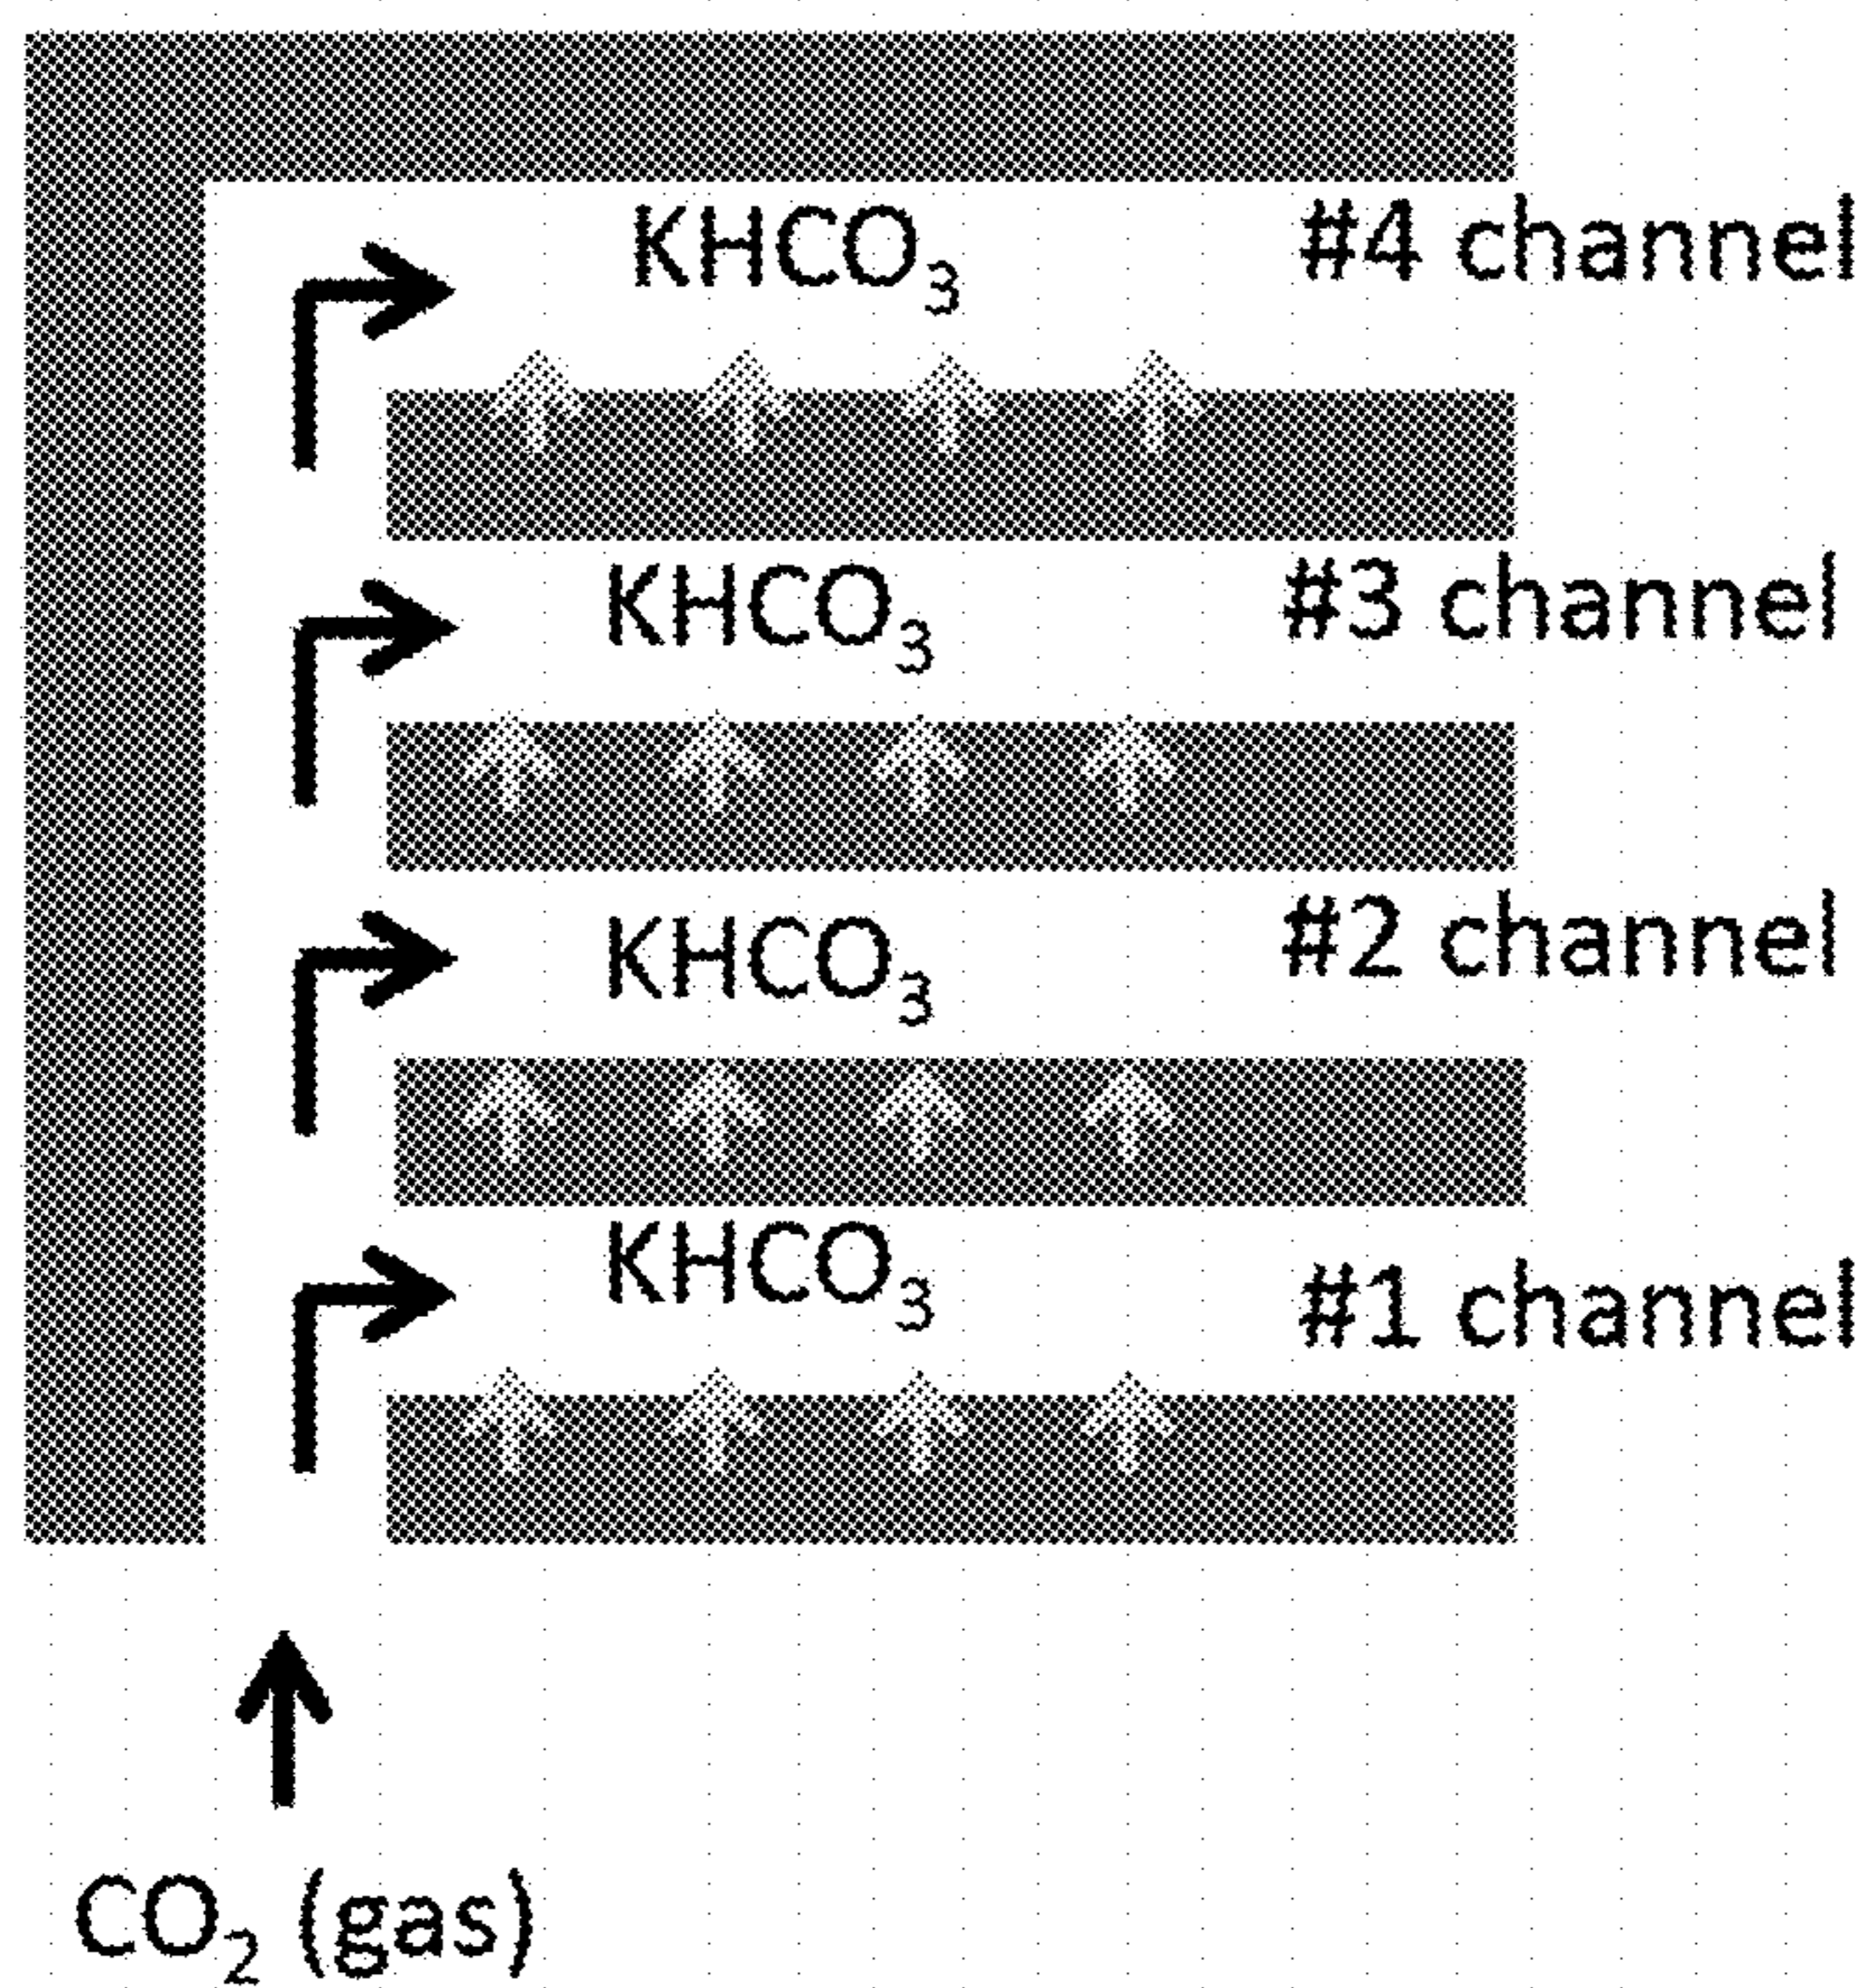 KHCO₃ #4 channel
KHCO₃ #3 channel
KHCO₃ #2 channel
KHCO₃ #1 channel
CO₂ (gas)